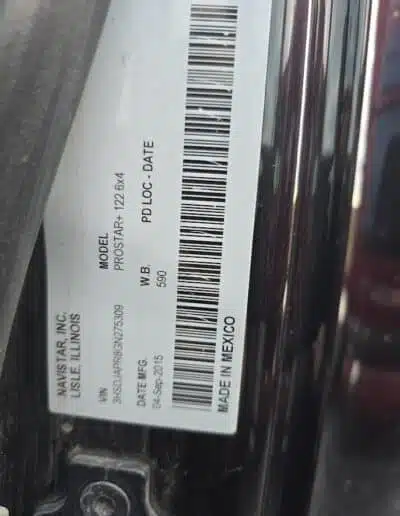 NAVISTAR, INC.
LISLE, ILLINOIS
VIN MODEL
3HSDJAPR8GN275309 PROSTAR+ 122 6x4
DATE MFG. W.B. PD LOC - DATE
04-Sep-2015 590
MADE IN MEXICO